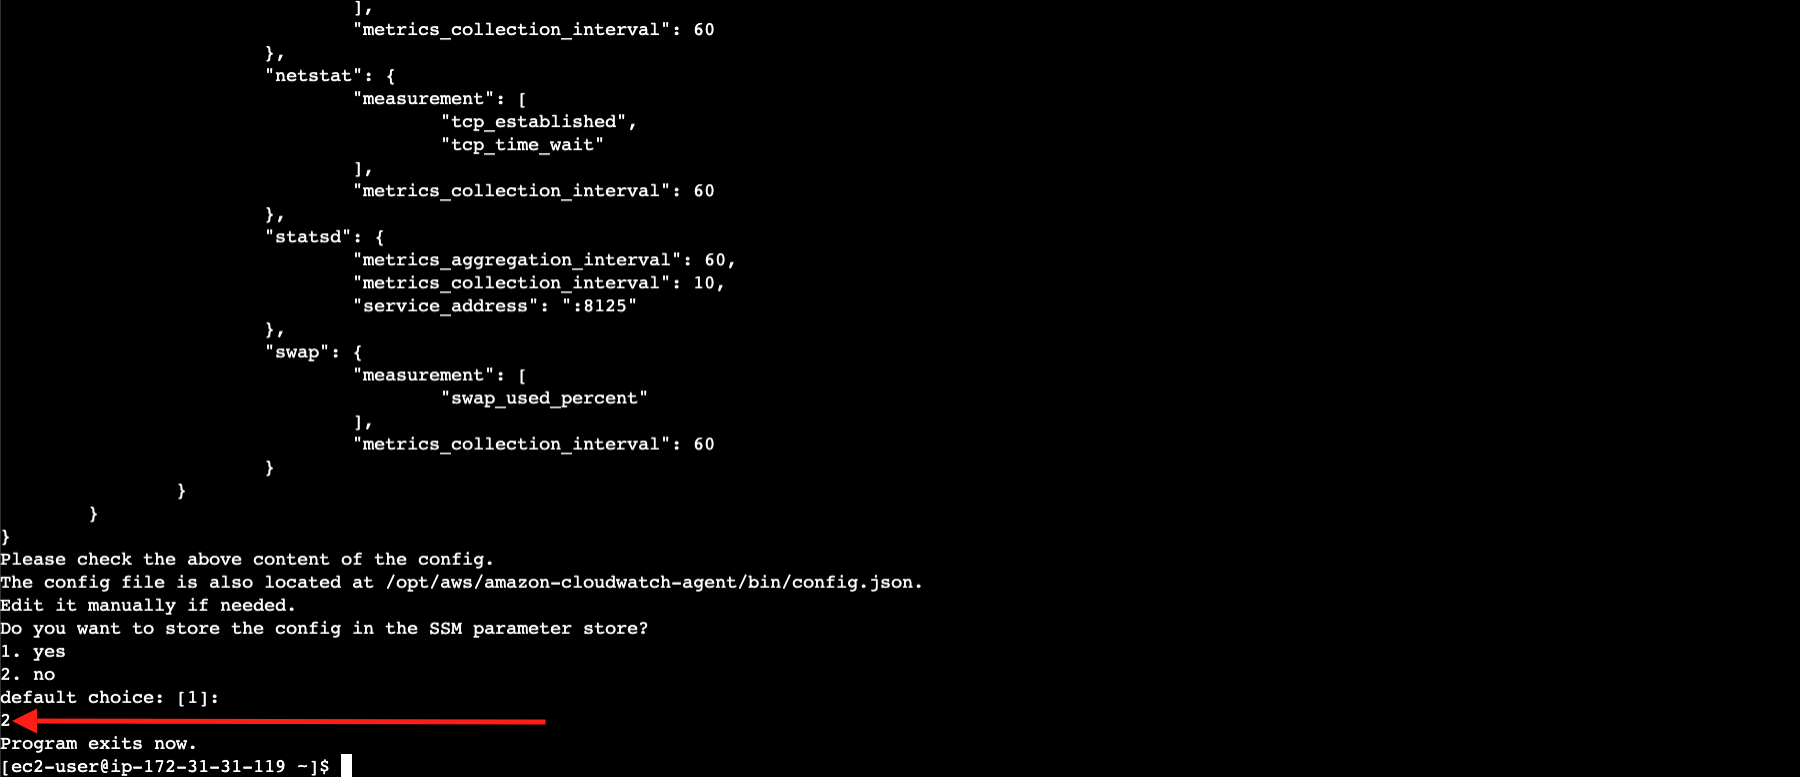 ],
"metrics_collection_interval": 60
},
"netstat": {
"measurement": [
"tcp_established",
"tcp_time_wait"
],
"metrics_collection_interval": 60
},
"statsd": {
"metrics_aggregation_interval": 60,
"metrics_collection_interval": 10,
"service_address": ":8125"
},
"swap": {
"measurement": [
"swap_used_percent"
],
"metrics_collection_interval": 60
}
}
}
}
Please check the above content of the config.
The config file is also located at /opt/aws/amazon-cloudwatch-agent/bin/config.json.
Edit it manually if needed.
Do you want to store the config in the SSM parameter store?
1. yes
2. no
default choice: [1]:
2
Program exits now.
[ec2-user@ip-172-31-31-119 ~]$